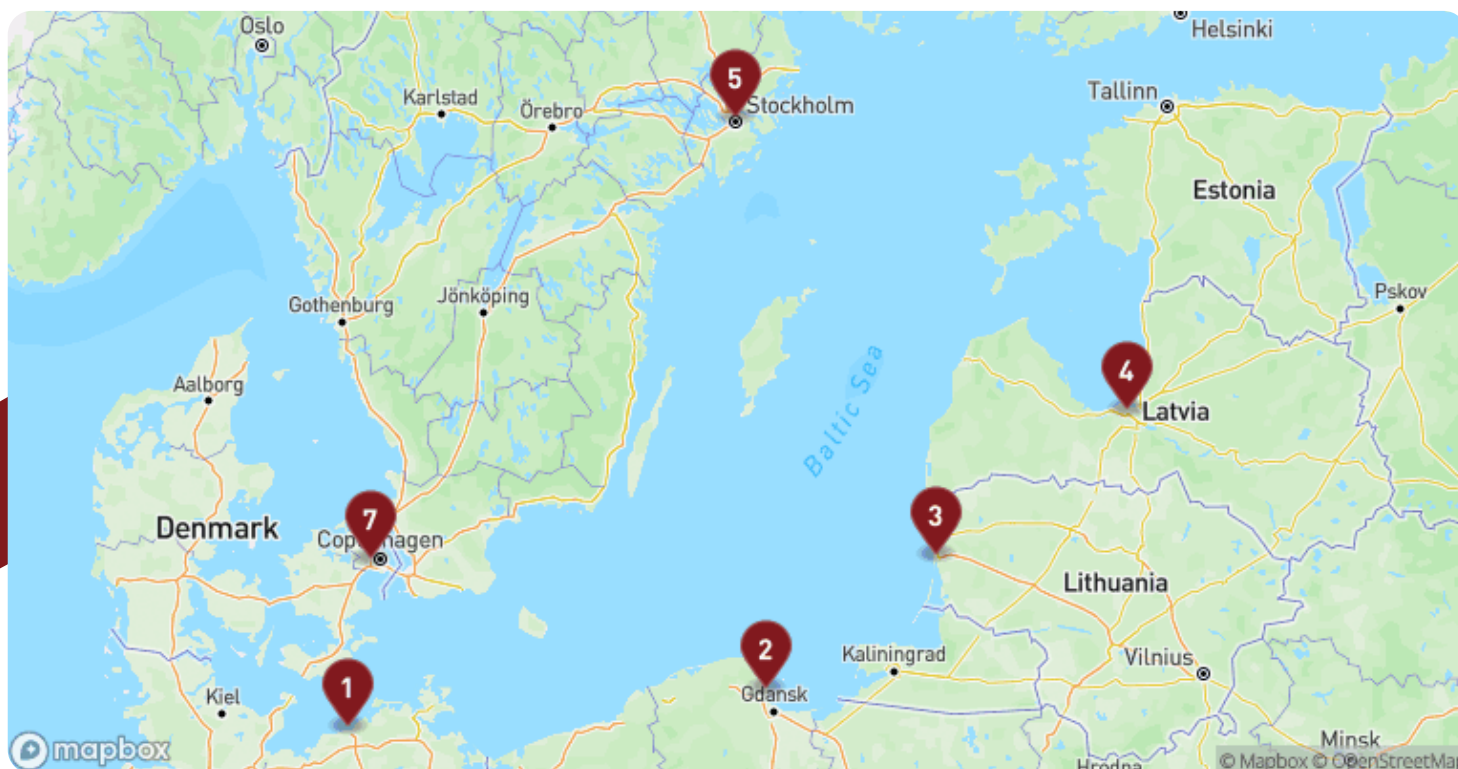 Oslo
Helsinki
5
Stockholm
Karlstad
Örebro
Tallinn
Estonia
Gothenburg
Jönköping
Pskov
Aalborg
Baltic Sea
4
Latvia
Denmark
7
Copenhagen
3
Lithuania
2
Kaliningrad
Vilnius
1
Kiel
Gdansk
Minsk
Hrodna
mapbox
© Mapbox © OpenStreetMap